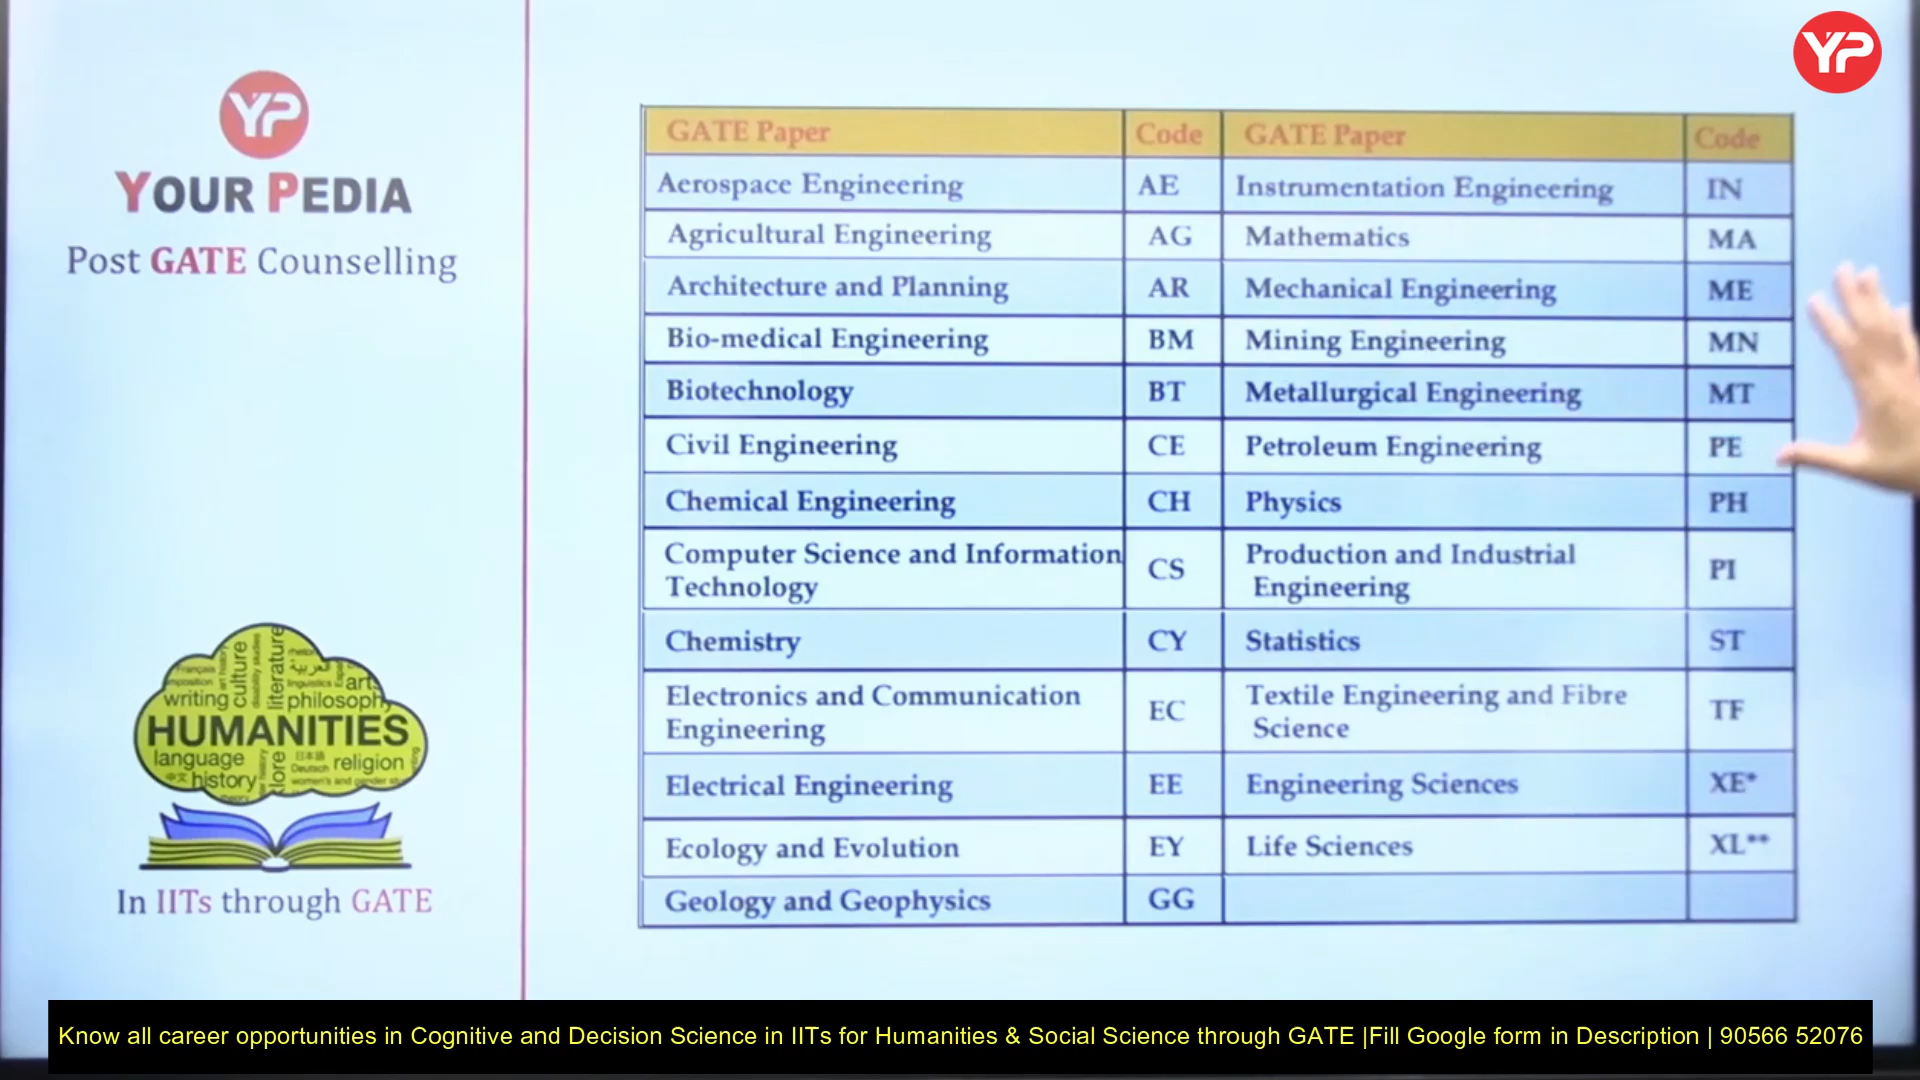 YP
YP
YOUR PEDIA
Post GATE Counselling
GATE Paper Code GATE Paper Code
Aerospace Engineering AE Instrumentation Engineering IN
Agricultural Engineering AG Mathematics MA
Architecture and Planning AR Mechanical Engineering ME
Bio-medical Engineering BM Mining Engineering MN
Biotechnology BT Metallurgical Engineering MT
Civil Engineering CE Petroleum Engineering PE
Chemical Engineering CH Physics PH
Computer Science and Information
Technology CS Production and Industrial
Engineering PI
Chemistry CY Statistics ST
Electronics and Communication
Engineering EC Textile Engineering and Fibre
Science TF
Electrical Engineering EE Engineering Sciences XE*
Ecology and Evolution EY Life Sciences XL**
Geology and Geophysics GG
culture
literature
art
writing
philosophy
HUMANITIES
language
religion
history
In IITs through GATE
Know all career opportunities in Cognitive and Decision Science in IITs for Humanities & Social Science through GATE |Fill Google form in Description | 90566 52076